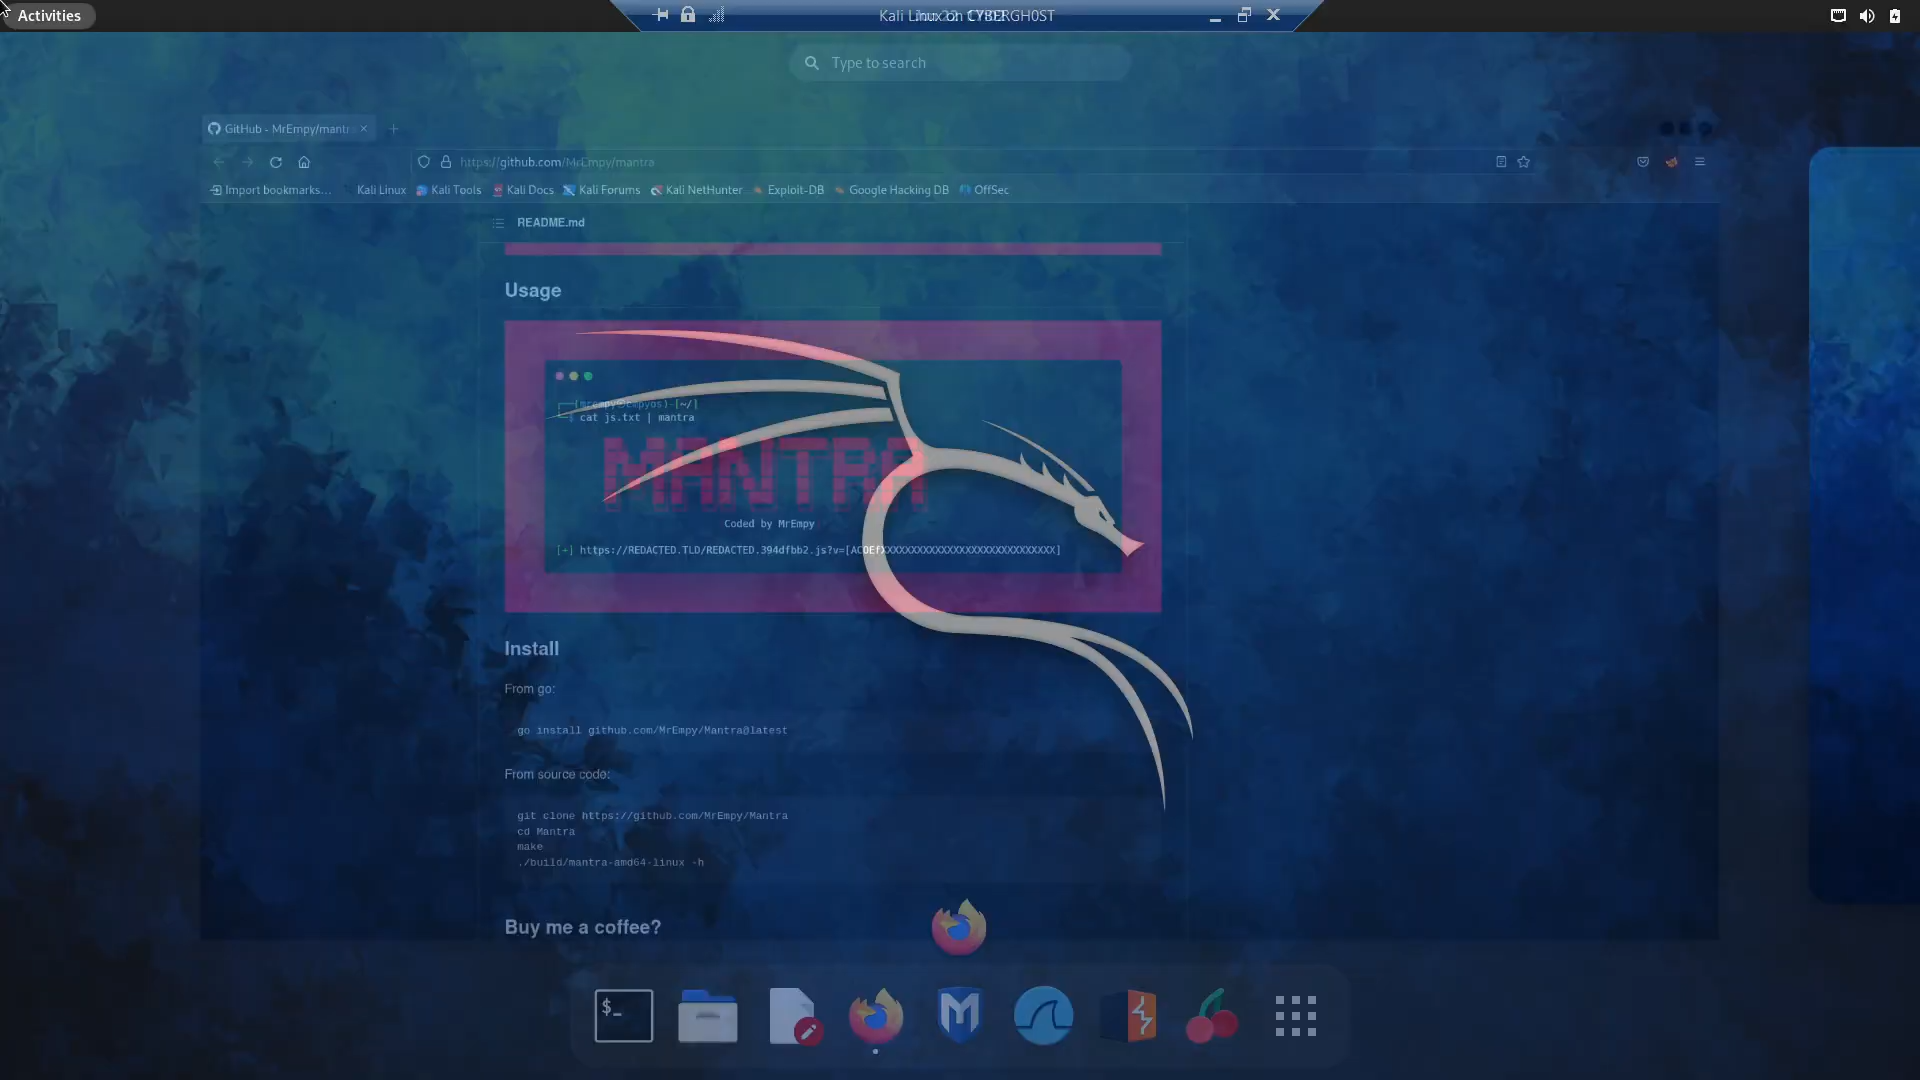 Activities
Kali Linux on CYBERGH0ST
Type to search
GitHub - MrEmpy/mantr
https://github.com/MrEmpy/mantra
Import bookmarks...
Kali Linux
Kali Tools
Kali Docs
Kali Forums
Kali NetHunter
Exploit-DB
Google Hacking DB
OffSec
README.md
Usage
(mrempy㉿empyos)-[~/]
$ cat js.txt | mantra
MANTRA
Coded by MrEmpy
[+] https://REDACTED.TLD/REDACTED.394dfbb2.js?v=
Install
From go:
go install github.com/MrEmpy/Mantra@latest
From source code:
git clone https://github.com/MrEmpy/Mantra
cd Mantra
make
./build/mantra-amd64-linux -h
Buy me a coffee?
$_